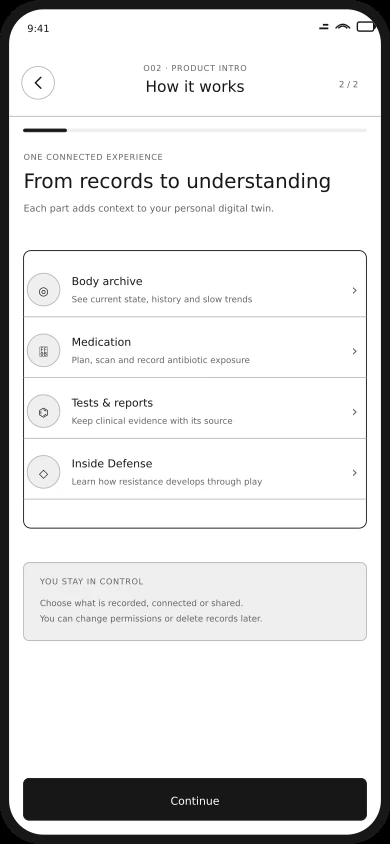 9:41
O02 · PRODUCT INTRO
How it works
2 / 2
ONE CONNECTED EXPERIENCE
From records to understanding
Each part adds context to your personal digital twin.
Body archive
See current state, history and slow trends
Medication
Plan, scan and record antibiotic exposure
Tests & reports
Keep clinical evidence with its source
Inside Defense
Learn how resistance develops through play
YOU STAY IN CONTROL
Choose what is recorded, connected or shared.
You can change permissions or delete records later.
Continue